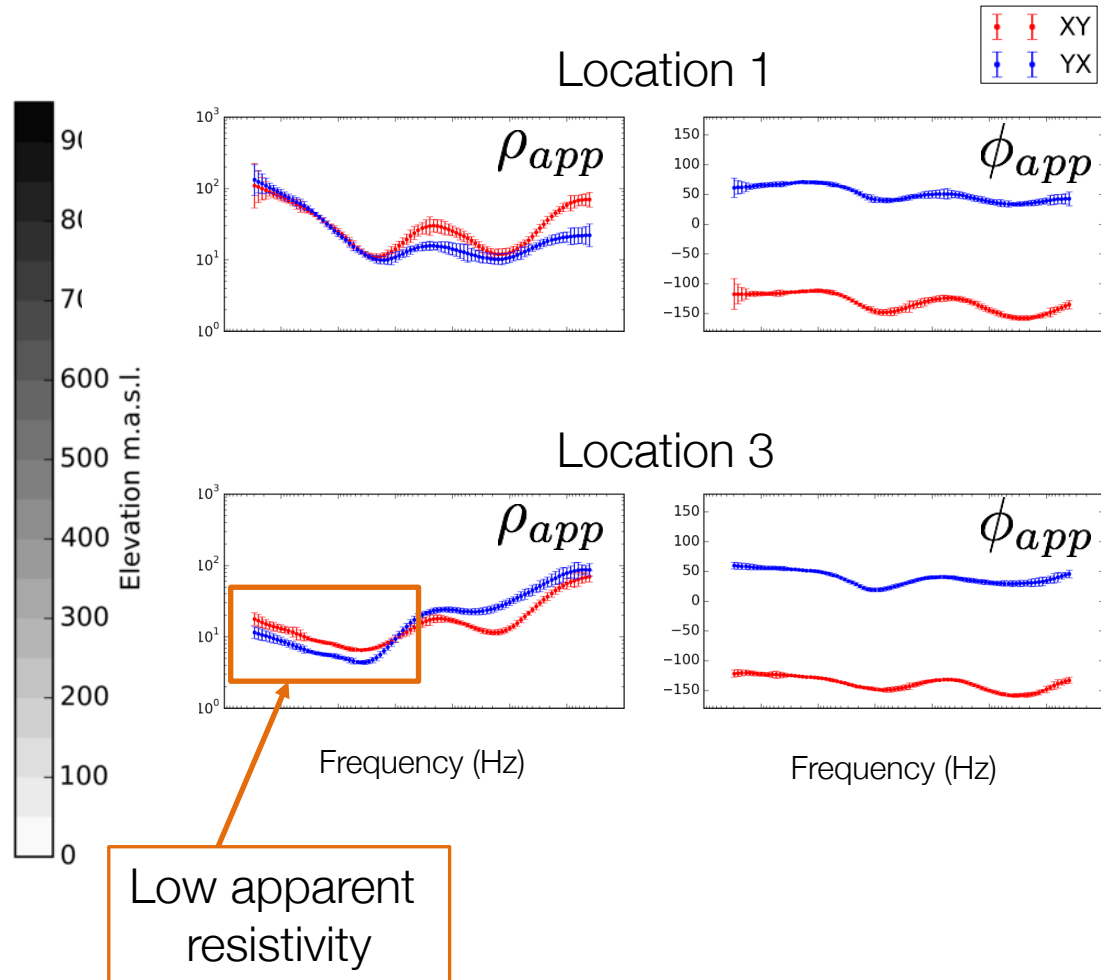 XY
YX
Location 1
10³
10²
10¹
10⁰
ρapp
150
100
50
0
−50
−100
−150
ϕapp
600
500
400
300
200
100
0
Elevation m.a.s.l.
Location 3
10³
10²
10¹
10⁰
ρapp
150
100
50
0
−50
−100
−150
ϕapp
Frequency (Hz)
Frequency (Hz)
Low apparent
resistivity